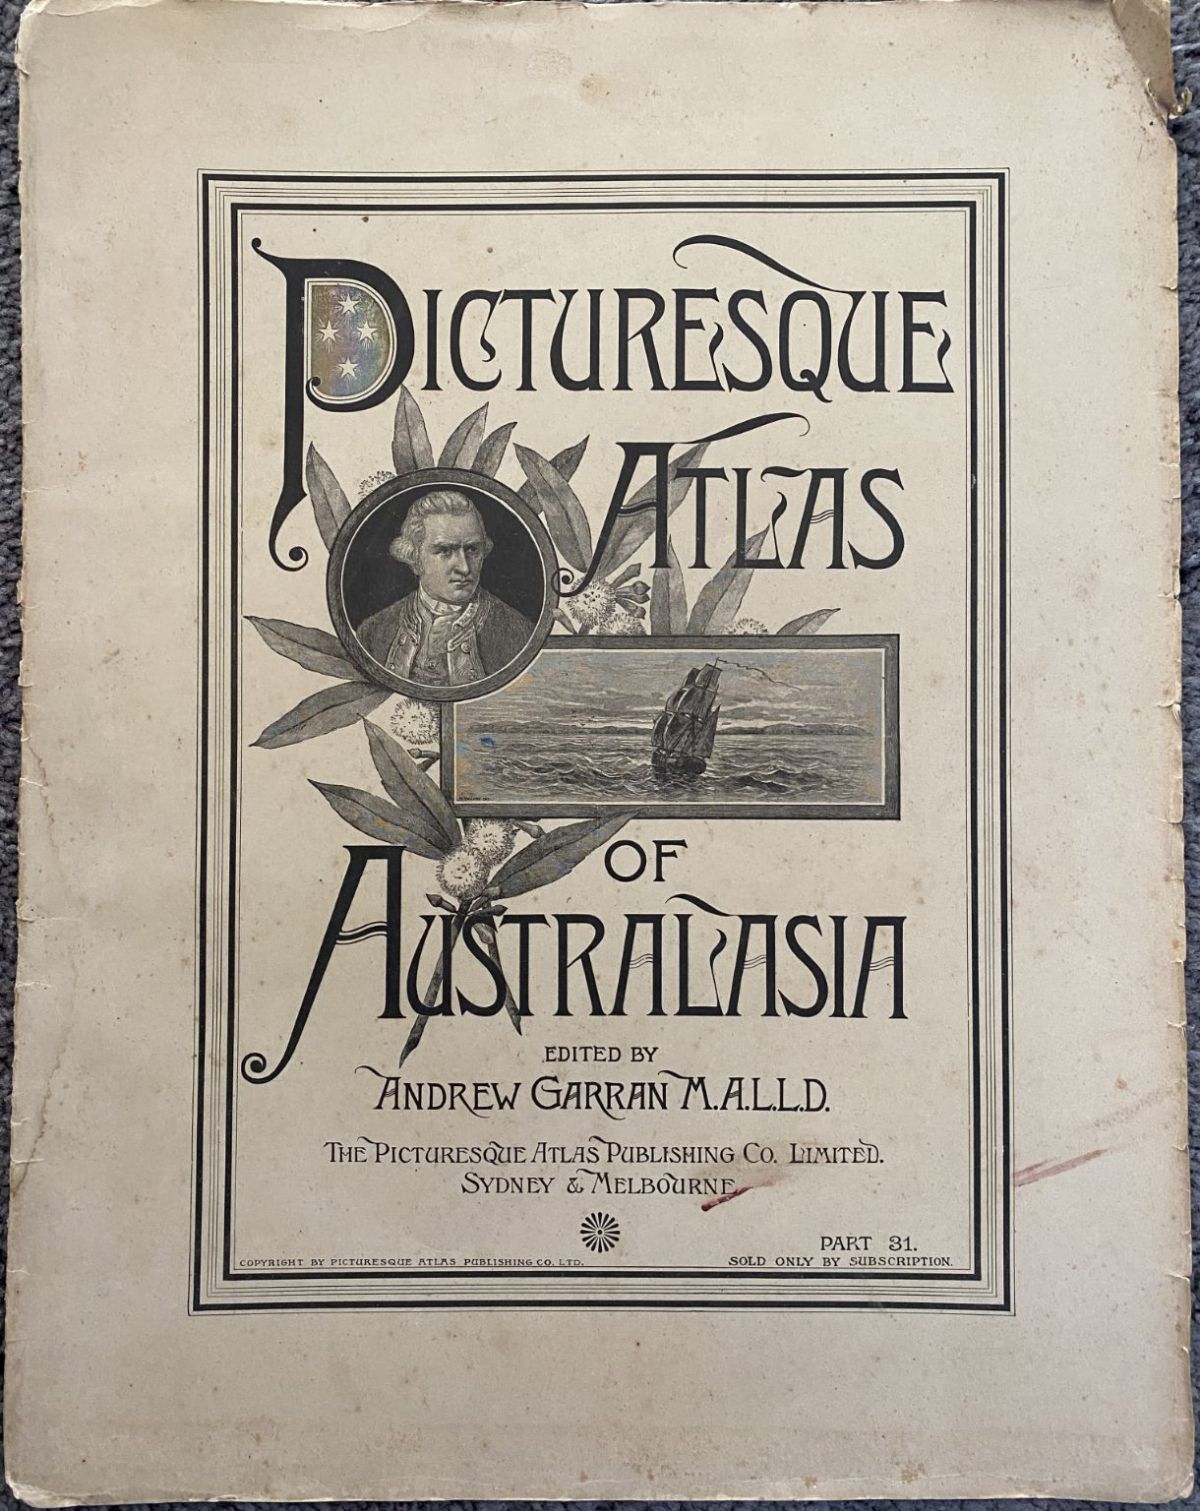 PICTURESQUE
ATLAS
OF
AUSTRALASIA
EDITED BY
ANDREW GARRAN M.A.L.L.D.
THE PICTURESQUE ATLAS PUBLISHING CO. LIMITED.
SYDNEY & MELBOURNE
PART 31.
COPYRIGHT BY PICTURESQUE ATLAS PUBLISHING CO. LTD.
SOLD ONLY BY SUBSCRIPTION.